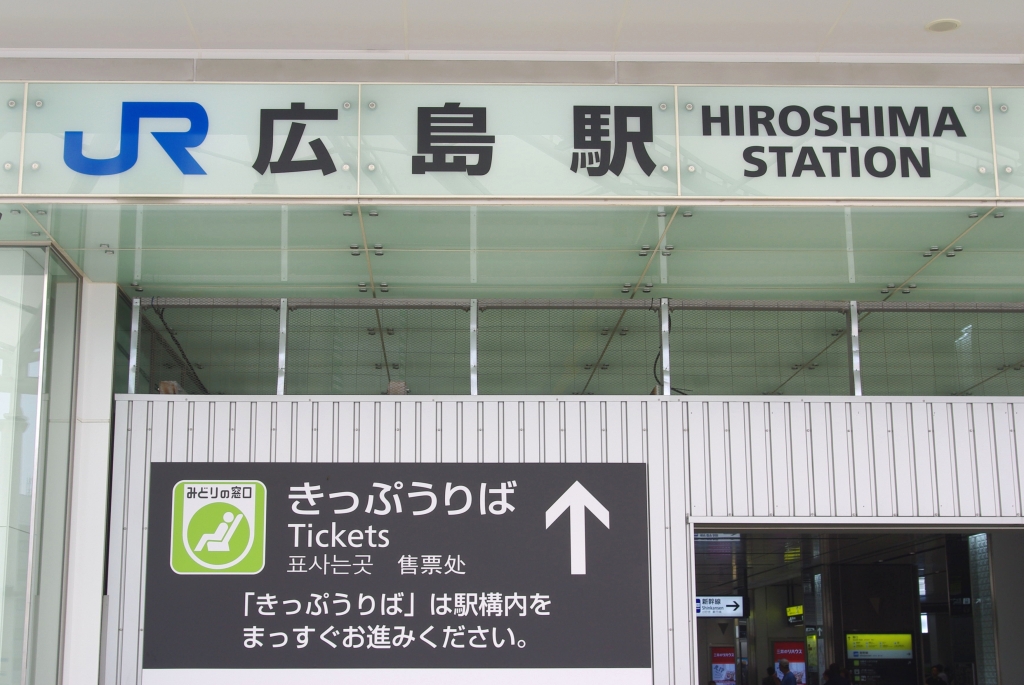 JR 広島駅 HIROSHIMA
STATION
みどりの窓口
きっぷうりば
Tickets
표사는곳 售票处
「きっぷうりば」は駅構内を
まっすぐお進みください。
新幹線
Shinkansen